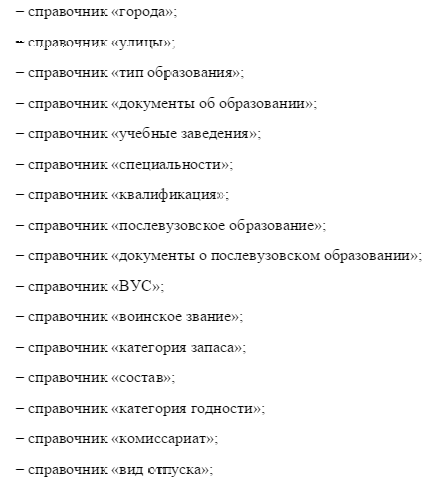 – справочник «города»;
– справочник «улицы»;
– справочник «тип образования»;
– справочник «документы об образовании»;
– справочник «учебные заведения»;
– справочник «специальности»;
– справочник «квалификация»;
– справочник «послевузовское образование»;
– справочник «документы о послевузовском образовании»;
– справочник «ВУС»;
– справочник «воинское звание»;
– справочник «категория запаса»;
– справочник «состав»;
– справочник «категория годности»;
– справочник «комиссариат»;
– справочник «вид отпуска»;